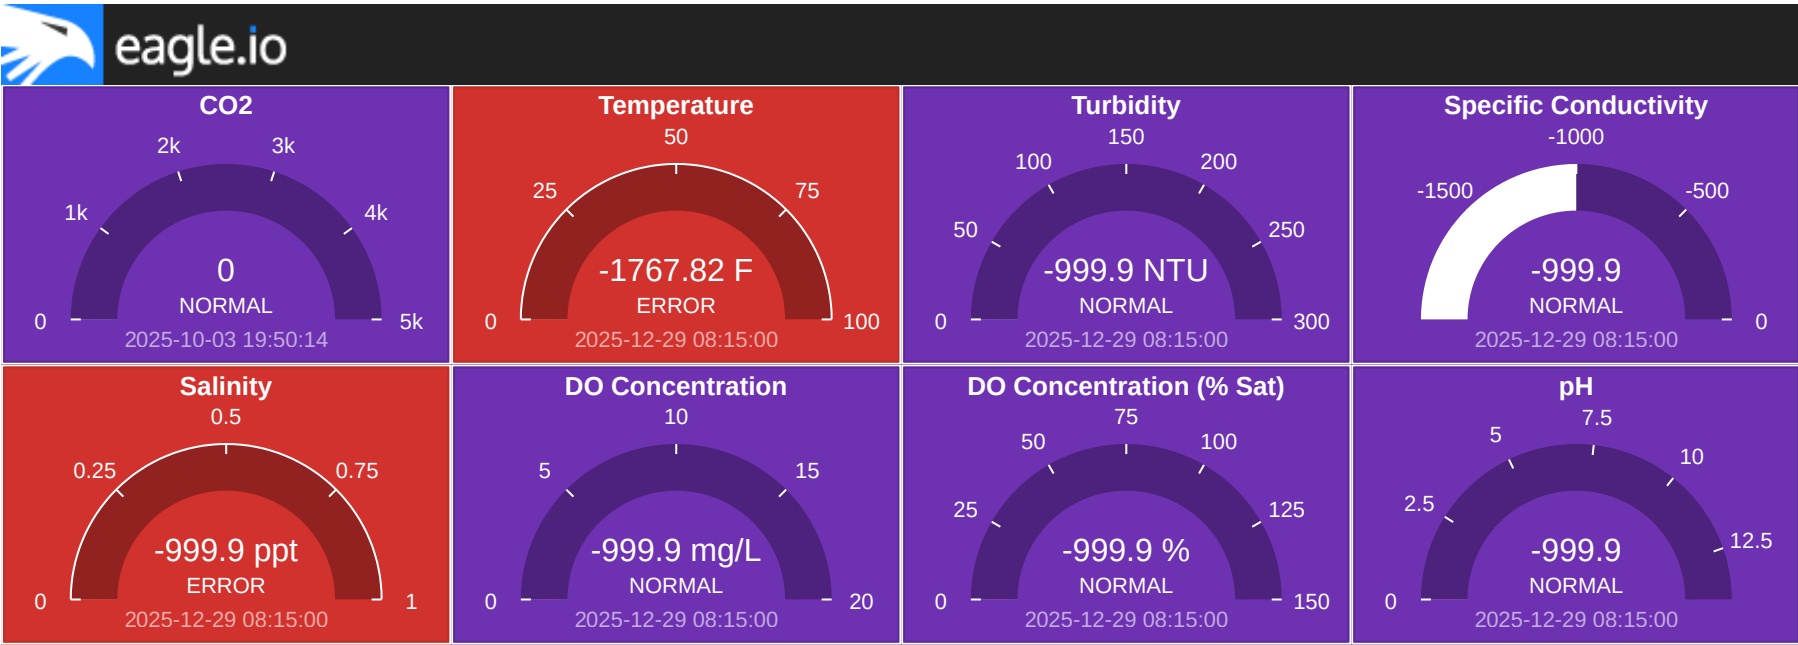 eagle.io
CO2
2k 3k
1k 4k
0
NORMAL
0 5k
2025-10-03 19:50:14
Temperature
50
25 75
-1767.82 F
ERROR
0 100
2025-12-29 08:15:00
Turbidity
150
100 200
50 250
-999.9 NTU
NORMAL
0 300
2025-12-29 08:15:00
Specific Conductivity
-1000
-1500 -500
-999.9
NORMAL
0
2025-12-29 08:15:00
Salinity
0.5
0.25 0.75
-999.9 ppt
ERROR
0 1
2025-12-29 08:15:00
DO Concentration
10
5 15
-999.9 mg/L
NORMAL
0 20
2025-12-29 08:15:00
DO Concentration (% Sat)
75
50 100
25 125
-999.9 %
NORMAL
0 150
2025-12-29 08:15:00
pH
7.5
5 10
2.5 12.5
-999.9
NORMAL
0
2025-12-29 08:15:00